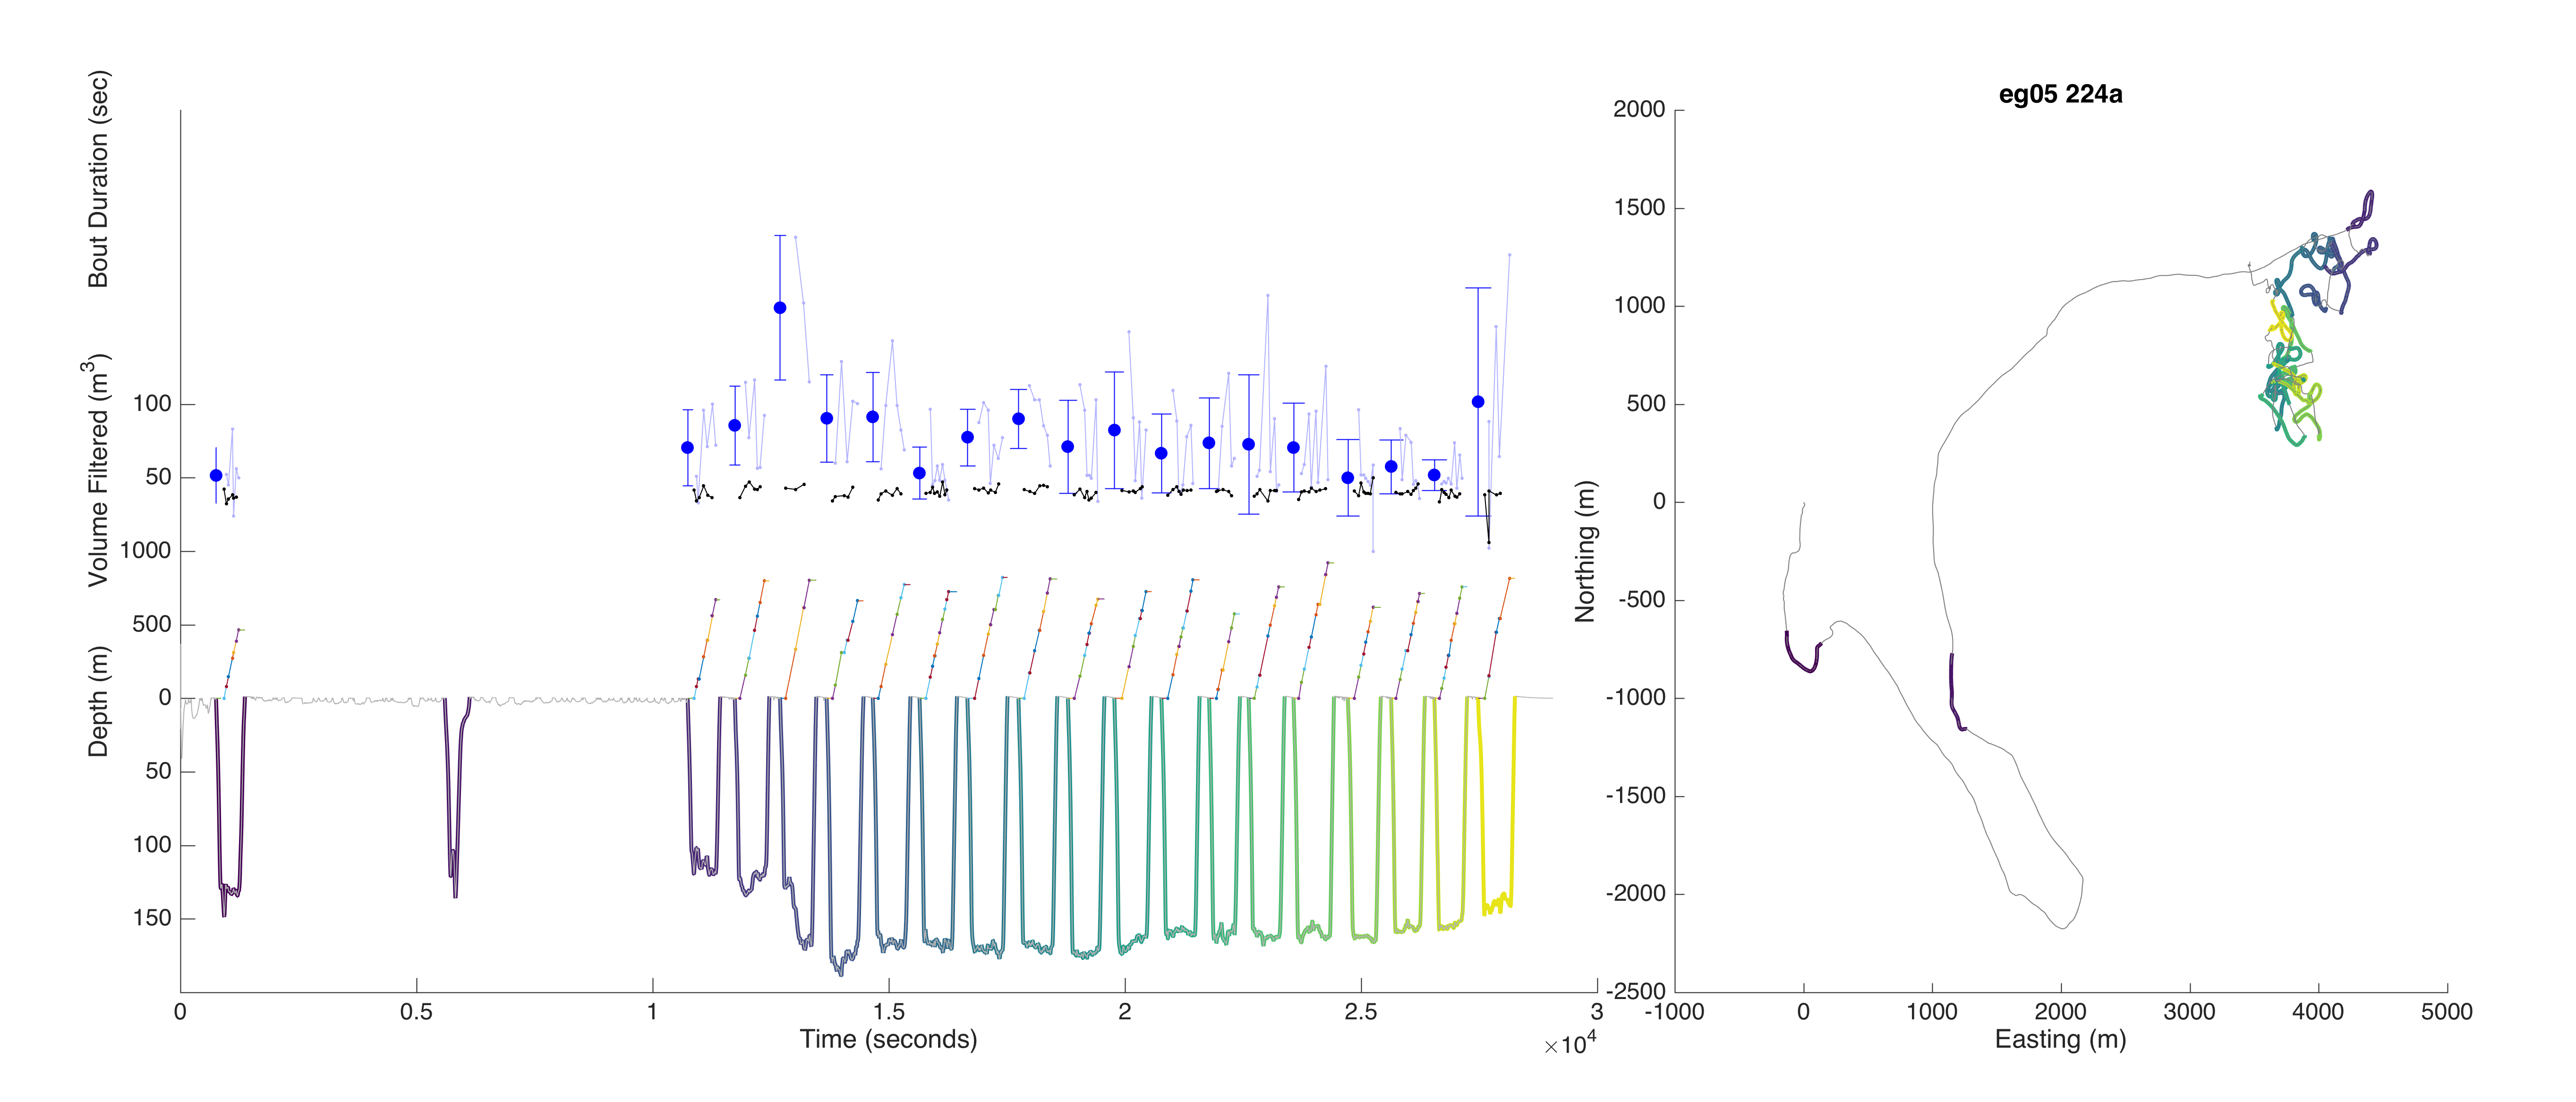 eg05 224a
Bout Duration (sec)
Volume Filtered (m3)
Depth (m)
100
50
1000
500
0
50
100
150
0 0.5 1 1.5 2 2.5 3
×104
Time (seconds)
Northing (m)
2000
1500
1000
500
0
-500
-1000
-1500
-2000
-2500
-1000 0 1000 2000 3000 4000 5000
Easting (m)